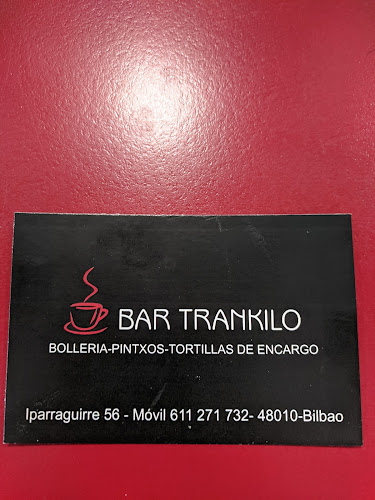 BAR TRANKILO
BOLLERIA-PINTXOS-TORTILLAS DE ENCARGO
Iparraguirre 56 - Móvil 611 271 732- 48010-Bilbao